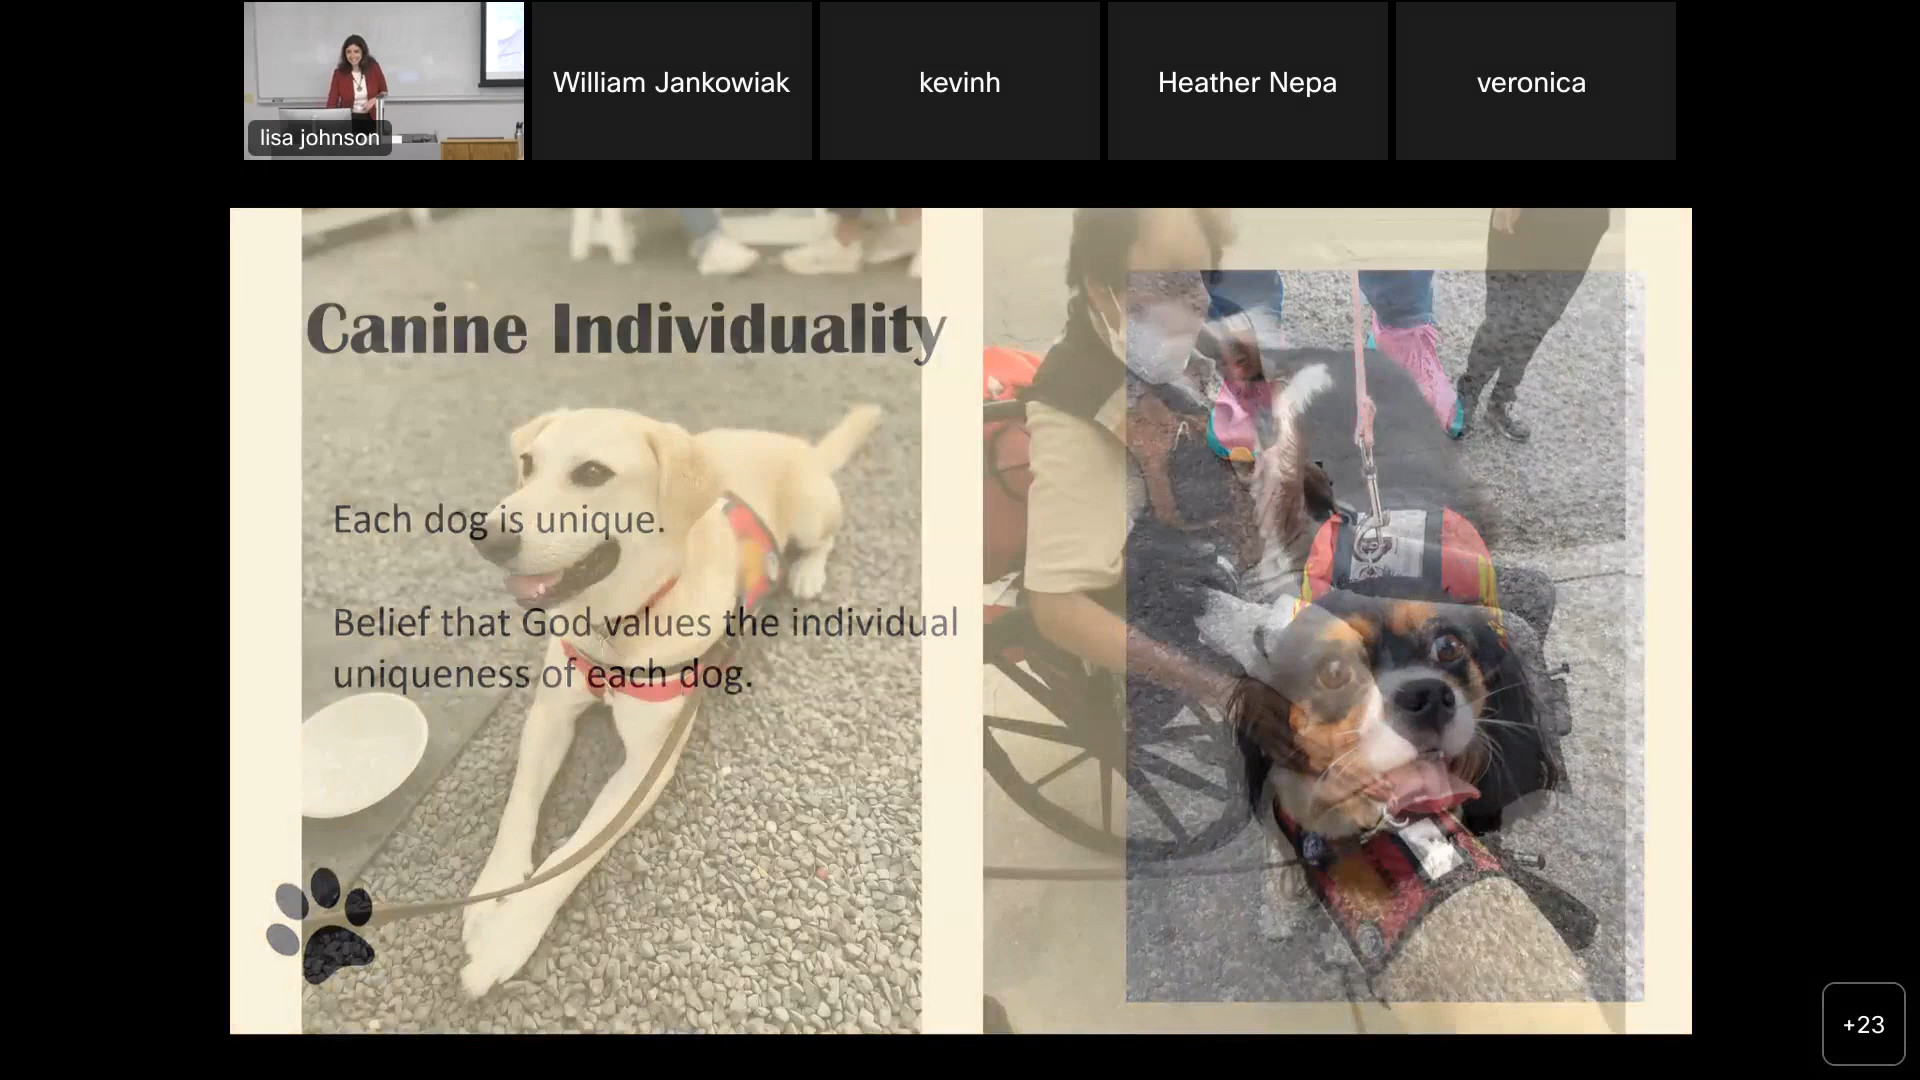 lisa johnson
William Jankowiak
kevinh
Heather Nepa
veronica
Canine Individuality
Each dog is unique.
Belief that God values the individual
uniqueness of each dog.
+23